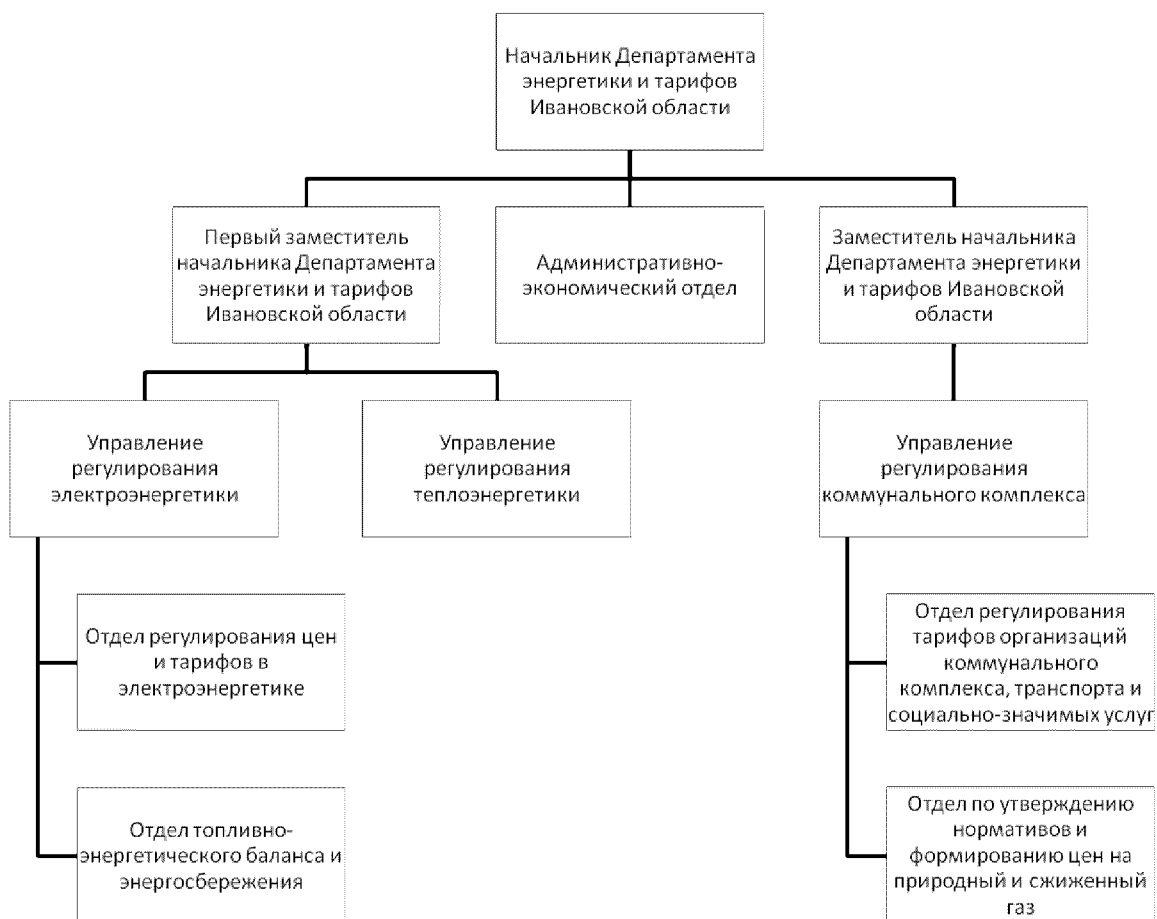 Начальник Департамента
энергетики и тарифов
Ивановской области
Первый заместитель
начальника Департамента
энергетики и тарифов
Ивановской области
Административно-
экономический отдел
Заместитель начальника
Департамента энергетики
и тарифов Ивановской
области
Управление
регулирования
электроэнергетики
Управление
регулирования
теплоэнергетики
Управление
регулирования
коммунального комплекса
Отдел регулирования цен
и тарифов в
электроэнергетике
Отдел регулирования
тарифов организаций
коммунального
комплекса, транспорта и
социально-значимых услуг
Отдел топливно-
энергетического баланса и
энергосбережения
Отдел по утверждению
нормативов и
формированию цен на
природный и сжиженный
газ